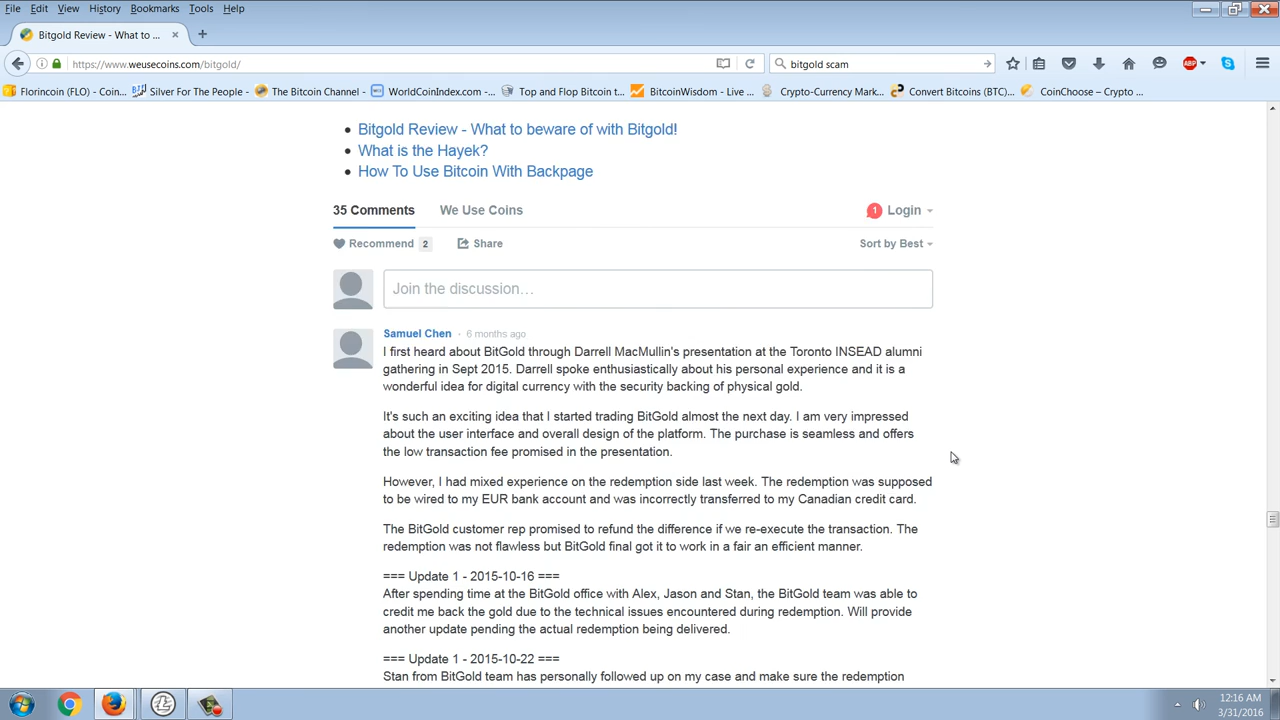 File Edit View History Bookmarks Tools Help
Bitgold Review - What to ...
https://www.weusecoins.com/bitgold/
bitgold scam
ABP
Florincoin (FLO) - Coin...
Silver For The People -
The Bitcoin Channel -
WorldCoinIndex.com -...
Top and Flop Bitcoin t...
BitcoinWisdom - Live ...
Crypto-Currency Mark...
Convert Bitcoins (BTC)...
CoinChoose – Crypto ...
Bitgold Review - What to beware of with Bitgold!
What is the Hayek?
How To Use Bitcoin With Backpage
35 Comments We Use Coins 1 Login
Recommend 2 Share Sort by Best
Join the discussion...
Samuel Chen · 6 months ago
I first heard about BitGold through Darrell MacMullin's presentation at the Toronto INSEAD alumni
gathering in Sept 2015. Darrell spoke enthusiastically about his personal experience and it is a
wonderful idea for digital currency with the security backing of physical gold.
It's such an exciting idea that I started trading BitGold almost the next day. I am very impressed
about the user interface and overall design of the platform. The purchase is seamless and offers
the low transaction fee promised in the presentation.
However, I had mixed experience on the redemption side last week. The redemption was supposed
to be wired to my EUR bank account and was incorrectly transferred to my Canadian credit card.
The BitGold customer rep promised to refund the difference if we re-execute the transaction. The
redemption was not flawless but BitGold final got it to work in a fair an efficient manner.
=== Update 1 - 2015-10-16 ===
After spending time at the BitGold office with Alex, Jason and Stan, the BitGold team was able to
credit me back the gold due to the technical issues encountered during redemption. Will provide
another update pending the actual redemption being delivered.
=== Update 1 - 2015-10-22 ===
Stan from BitGold team has personally followed up on my case and make sure the redemption
12:16 AM
3/31/2016